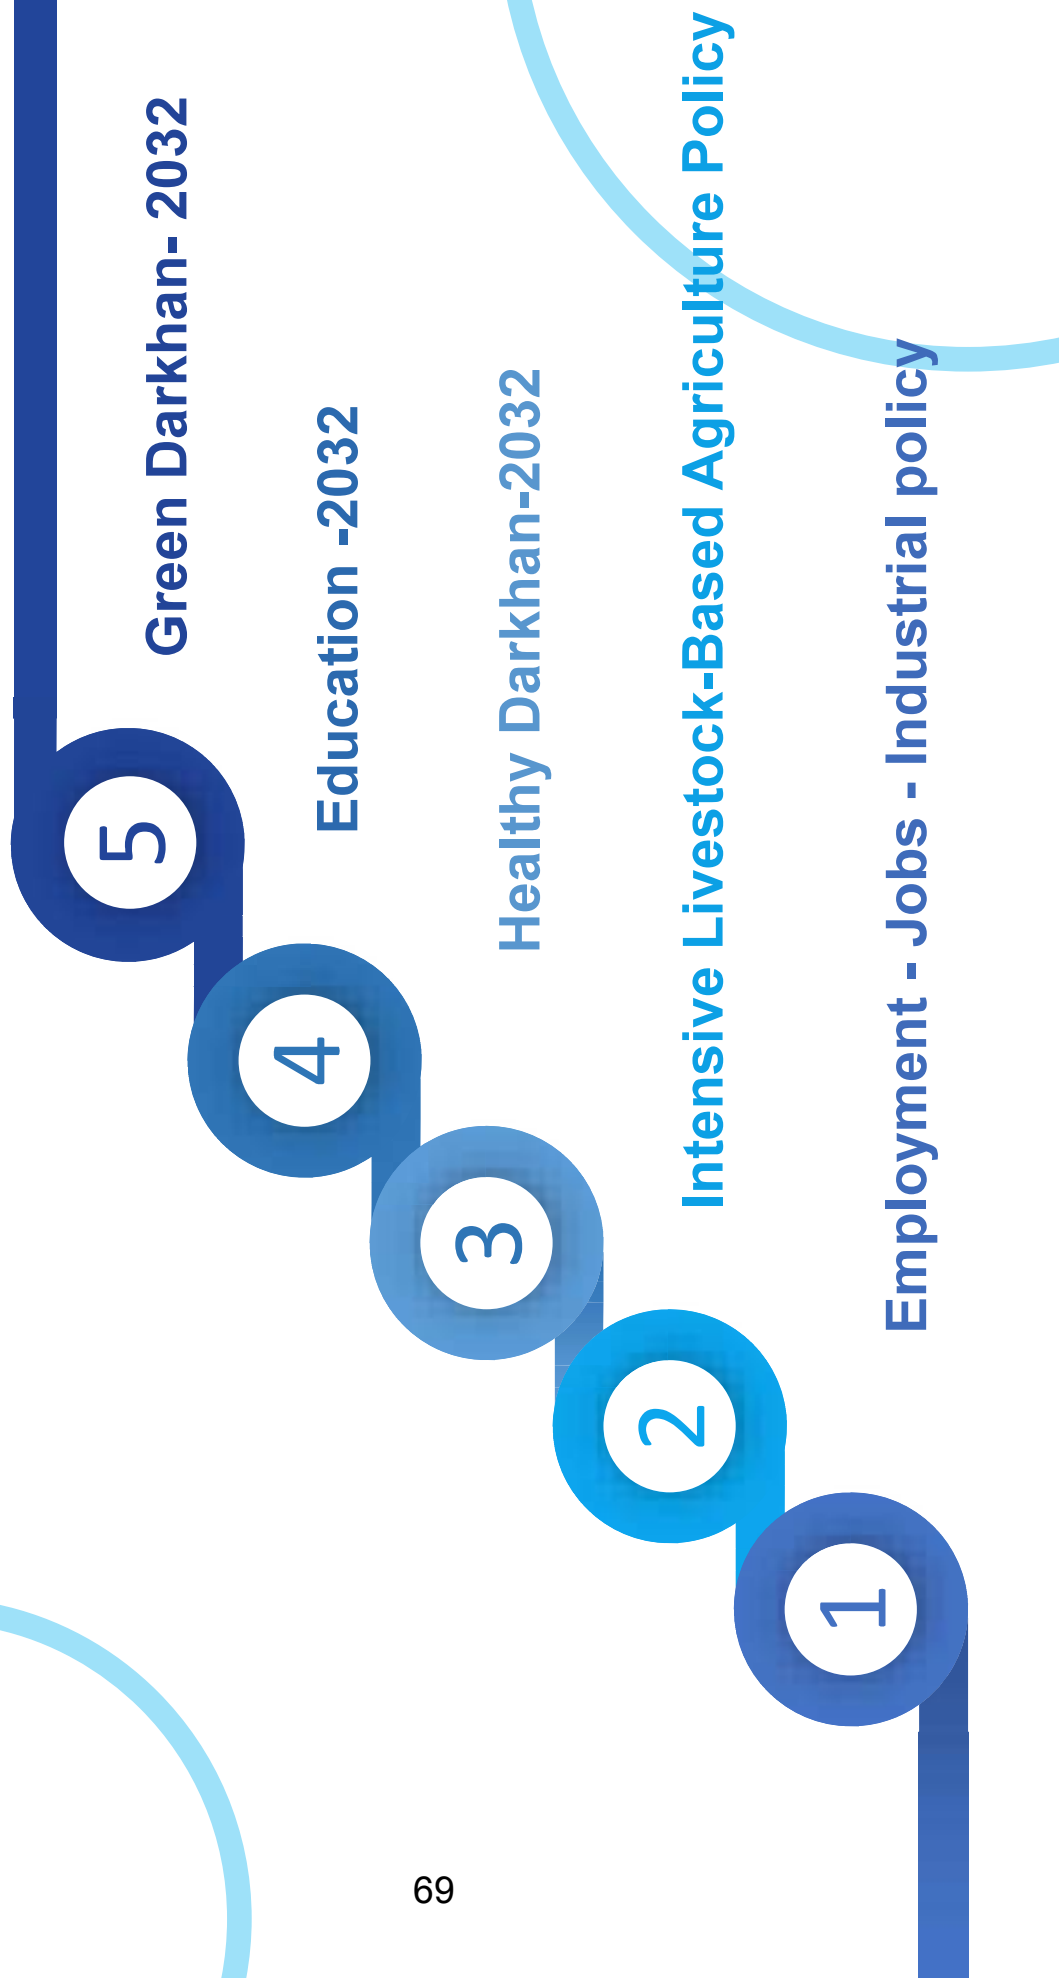 5
Green Darkhan- 2032
4
Education -2032
3
Healthy Darkhan-2032
2
Intensive Livestock-Based Agriculture Policy
1
Employment - Jobs - Industrial policy
69